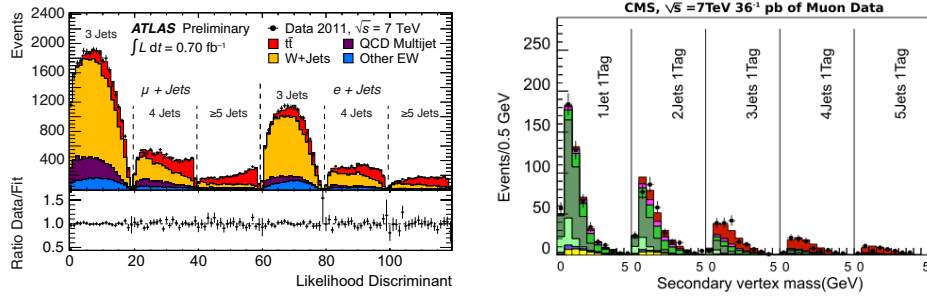 Events
2400
2000
1600
1200
800
400
3 Jets
ATLAS Preliminary
∫ L dt = 0.70 fb⁻¹
Data 2011, √s = 7 TeV
tt̄
QCD Multijet
W+Jets
Other EW
μ + Jets
4 Jets
≥5 Jets
3 Jets
e + Jets
4 Jets
≥5 Jets
Ratio Data/Fit
1.5
1.0
0.5
0 20 40 60 80 100
Likelihood Discriminant
CMS, √s =7TeV 36⁻¹ pb of Muon Data
Events/0.5 GeV
250
200
150
100
50
0
1Jet 1Tag
2Jets 1Tag
3Jets 1Tag
4Jets 1Tag
5Jets 1Tag
0 5 0 5 0 5 0 5 0 5
Secondary vertex mass(GeV)